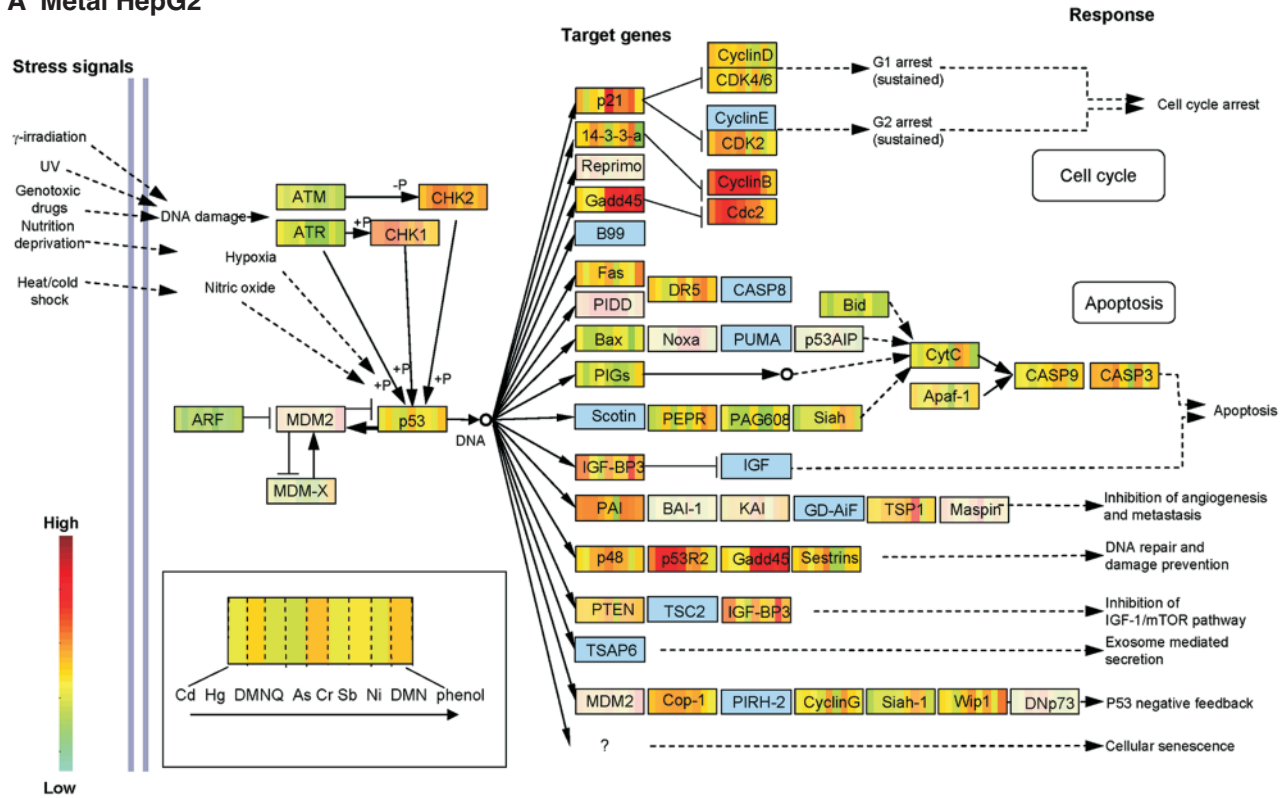 A Metal HepG2
Response
Target genes
Stress signals
γ-irradiation
UV
Genotoxic
drugs
Nutrition
deprivation
Heat/cold
shock
DNA damage
Hypoxia
Nitric oxide
ATM
-P
CHK2
ATR
+P
CHK1
+P
+P
+P
ARF
MDM2
p53
DNA
MDM-X
p21
14-3-3-a
Reprimo
Gadd45
B99
CyclinD
CDK4/6
CyclinE
CDK2
CyclinB
Cdc2
G1 arrest
(sustained)
G2 arrest
(sustained)
Cell cycle arrest
Cell cycle
Fas
PIDD
DR5
CASP8
Bid
Apoptosis
Bax
Noxa
PUMA
p53AIP
CytC
PIGs
CASP9
CASP3
Apaf-1
Scotin
PEPR
PAG608
Siah
Apoptosis
IGF-BP3
IGF
PAI
BAI-1
KAI
GD-AiF
TSP1
Maspin
Inhibition of angiogenesis
and metastasis
p48
p53R2
Gadd45
Sestrins
DNA repair and
damage prevention
PTEN
TSC2
IGF-BP3
Inhibition of
IGF-1/mTOR pathway
TSAP6
Exosome mediated
secretion
MDM2
Cop-1
PIRH-2
CyclinG
Siah-1
Wip1
DNp73
P53 negative feedback
?
Cellular senescence
High
Low
Cd Hg DMNQ As Cr Sb Ni DMN phenol